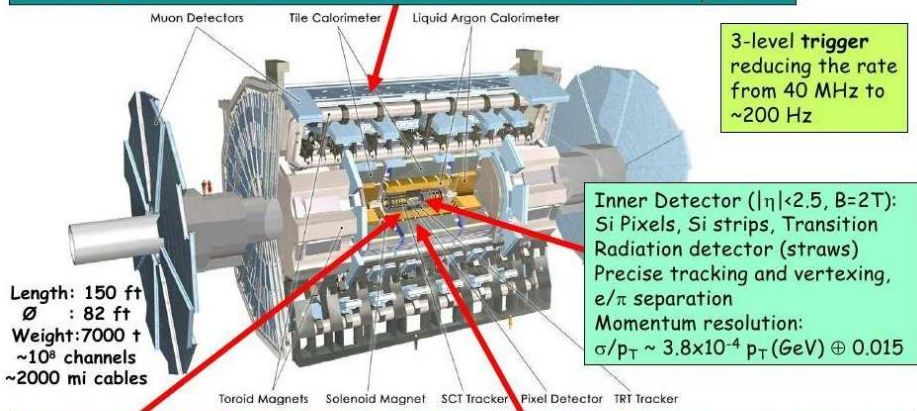 Muon Detectors Tile Calorimeter Liquid Argon Calorimeter
3-level trigger
reducing the rate
from 40 MHz to
~200 Hz
Inner Detector (|η|<2.5, B=2T):
Si Pixels, Si strips, Transition
Radiation detector (straws)
Precise tracking and vertexing,
e/π separation
Momentum resolution:
σ/pT ~ 3.8x10⁻⁴ pT (GeV) ⊕ 0.015
Length: 150 ft
Ø : 82 ft
Weight:7000 t
~10⁸ channels
~2000 mi cables
Toroid Magnets Solenoid Magnet SCT Tracker Pixel Detector TRT Tracker